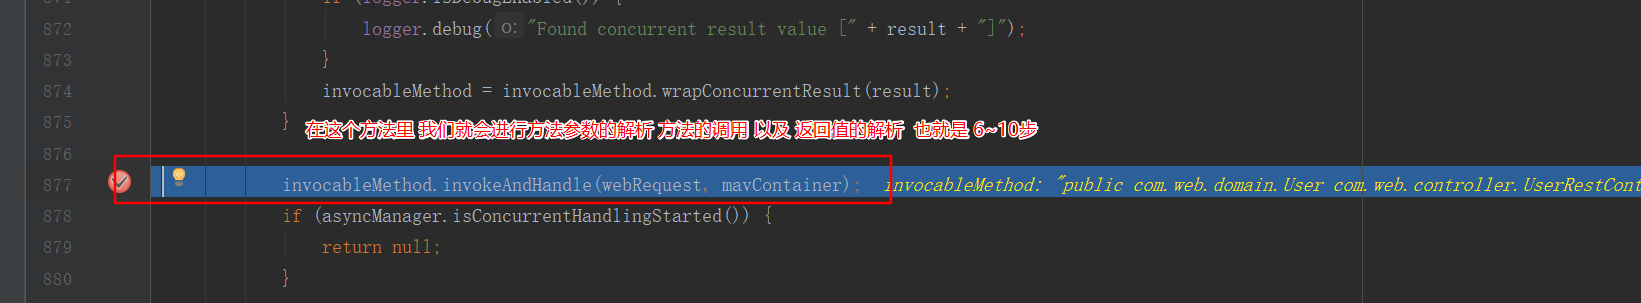 871 if (logger.isDebugEnabled()) {
872 logger.debug( o: "Found concurrent result value [" + result + "]");
873 }
874 invocableMethod = invocableMethod.wrapConcurrentResult(result);
875 } 在这个方法里 我们就会进行方法参数的解析 方法的调用 以及 返回值的解析 也就是 6~10步
876
877 invocableMethod.invokeAndHandle(webRequest, mavContainer); invocableMethod: "public com.web.domain.User com.web.controller.UserRestCont
878 if (asyncManager.isConcurrentHandlingStarted()) {
879 return null;
880 }